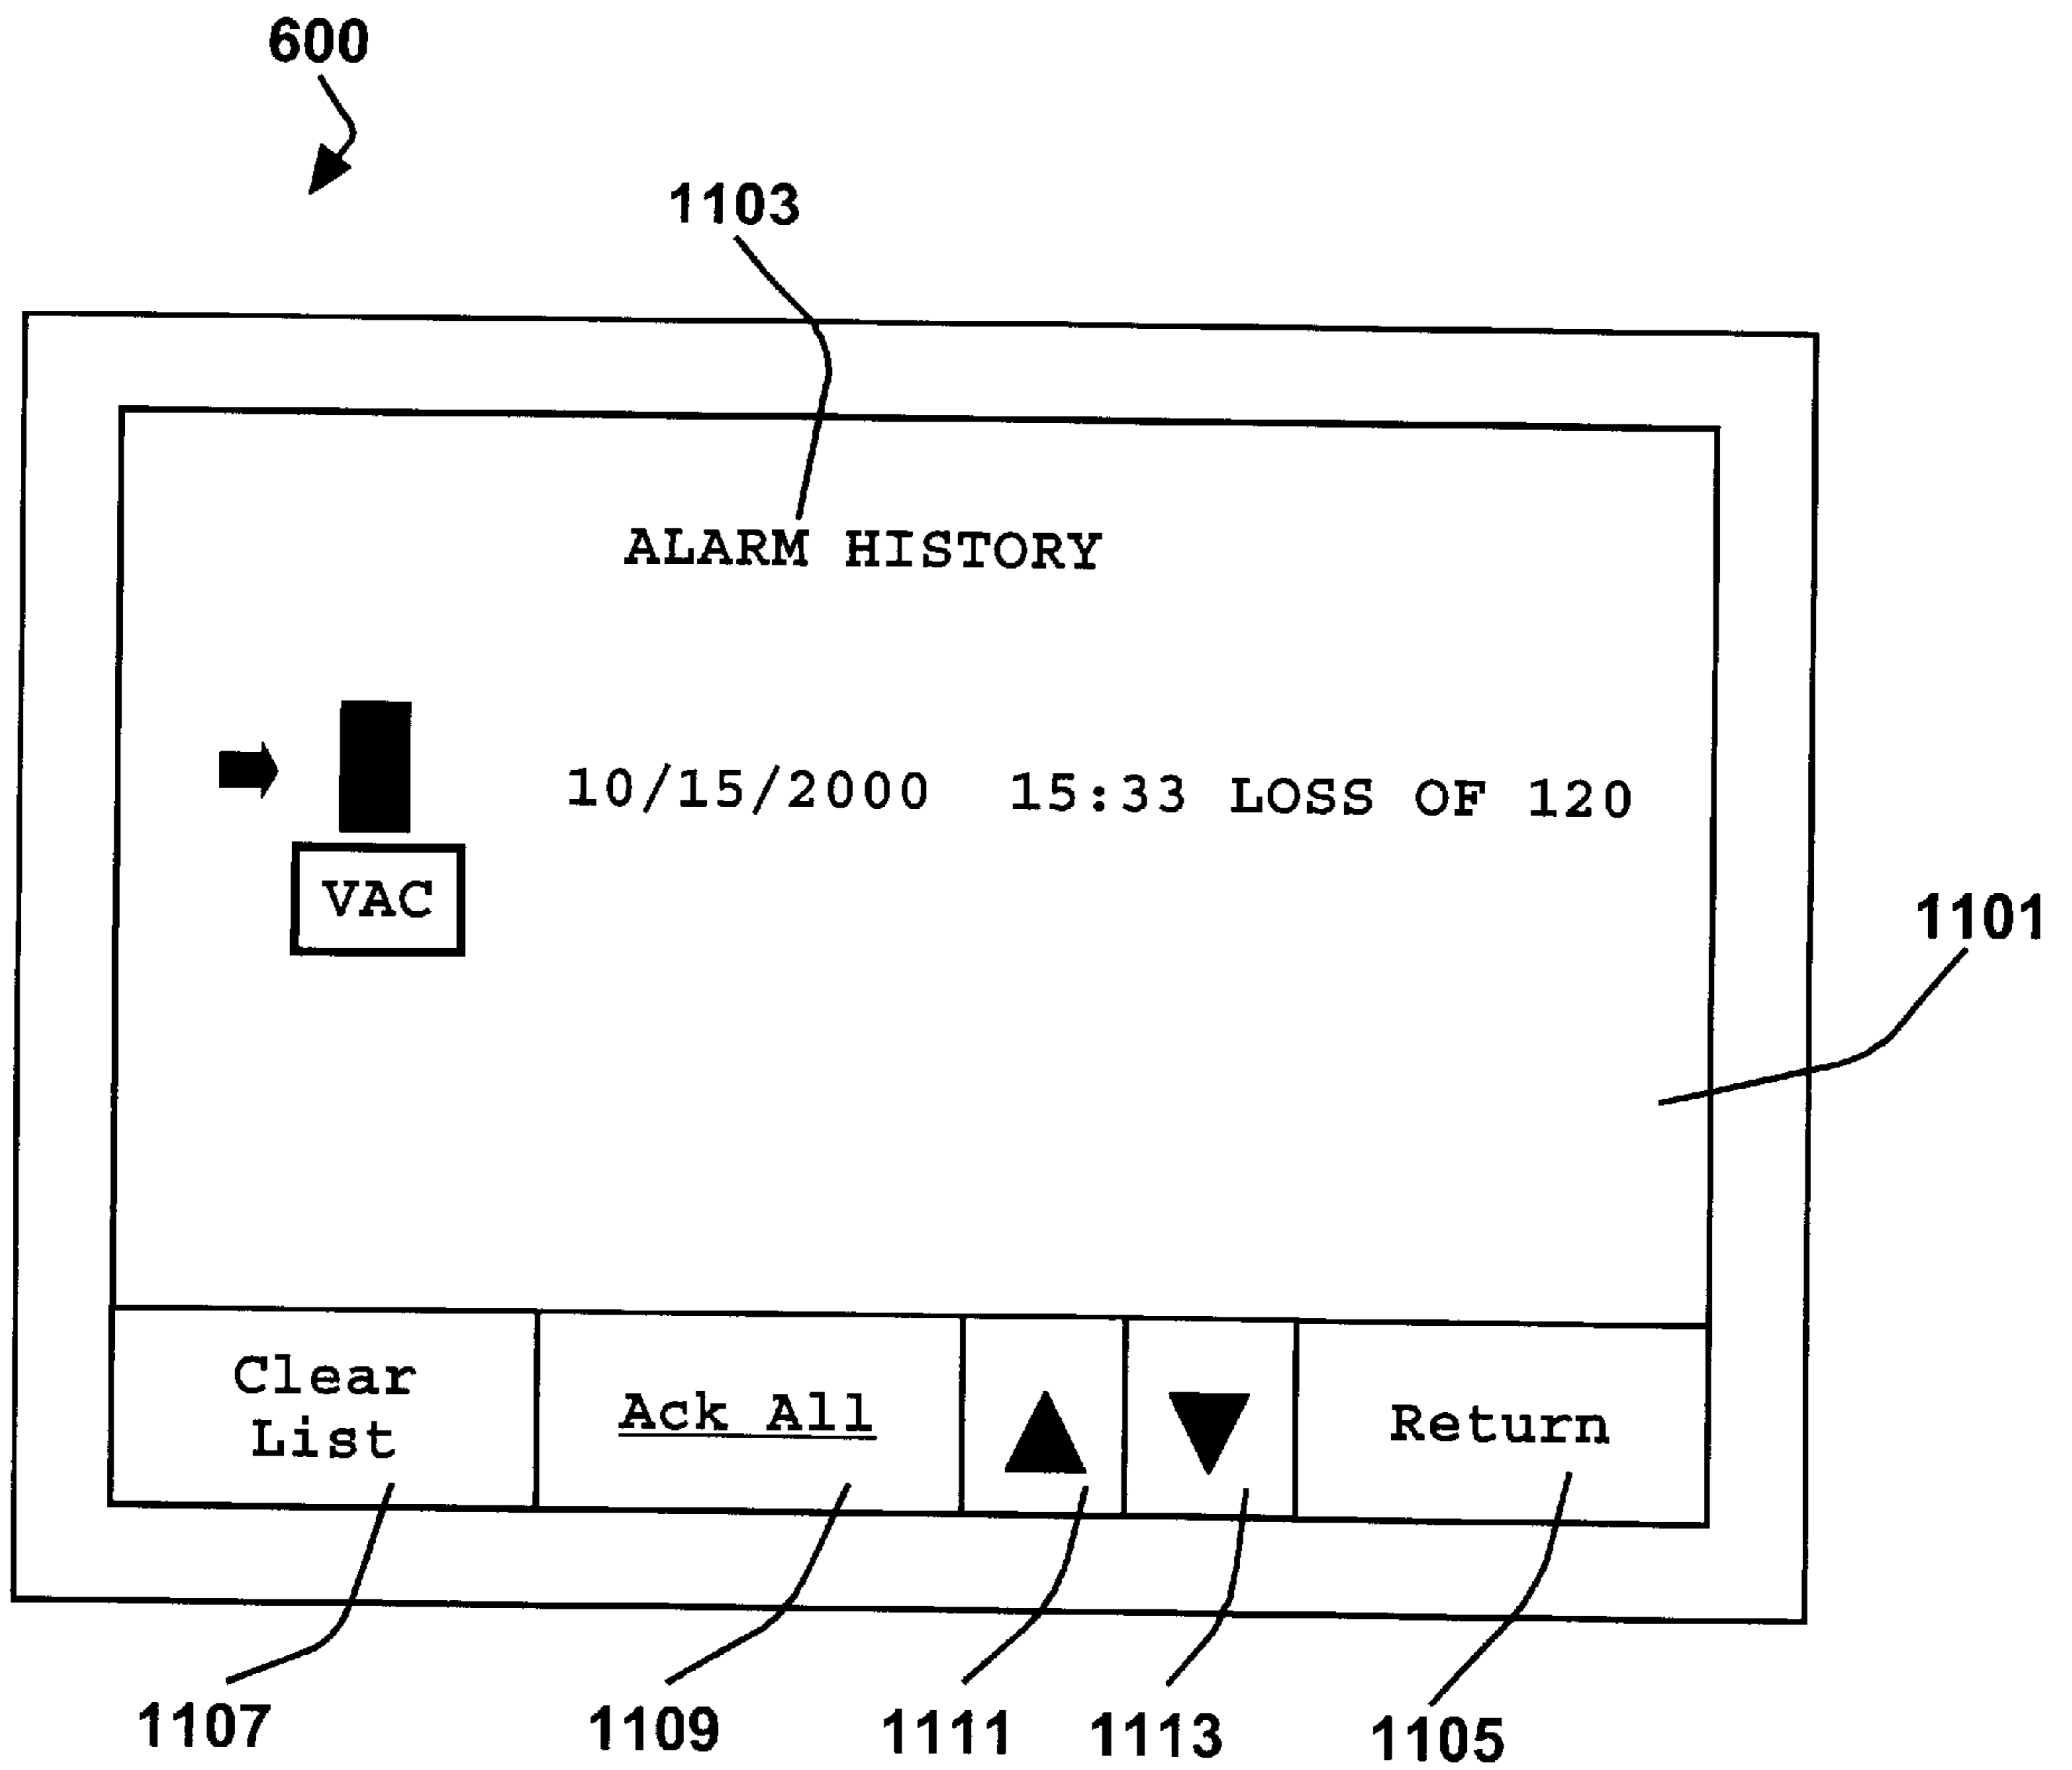 600
1103
ALARM HISTORY
10/15/2000 15:33 LOSS OF 120
VAC
1101
Clear
List
Ack All
Return
1107
1109
1111
1113
1105